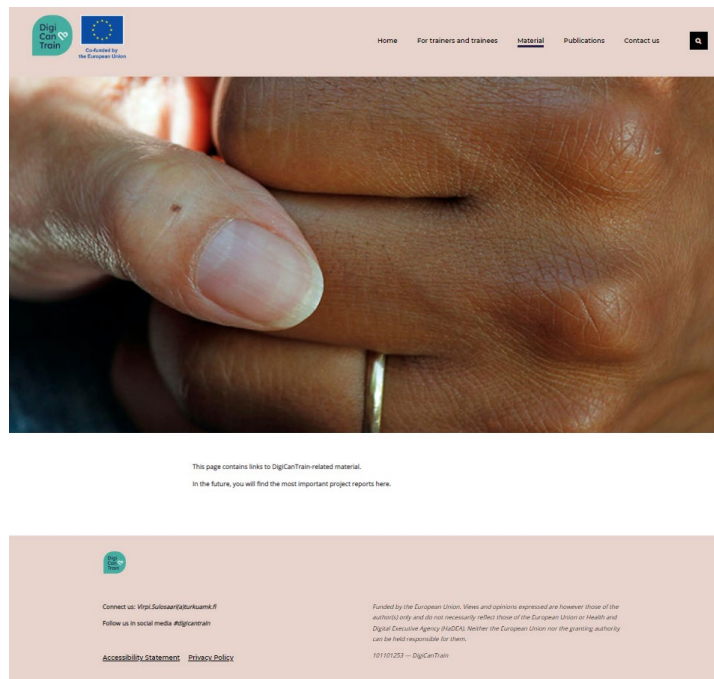 Digi
Can
Train
Co-funded by
the European Union
Home For trainers and trainees Material Publications Contact us
This page contains links to DigiCanTrain-related material.
In the future, you will find the most important project reports here.
Digi
Can
Train
Connect us: Virpi.Sulosaari(a)turkuamk.fi
Follow us in social media #digicantrain
Accessibility Statement Privacy Policy
Funded by the European Union. Views and opinions expressed are however those of the
author(s) only and do not necessarily reflect those of the European Union or Health and
Digital Executive Agency (HaDEA). Neither the European Union nor the granting authority
can be held responsible for them.
101101253 — DigiCanTrain